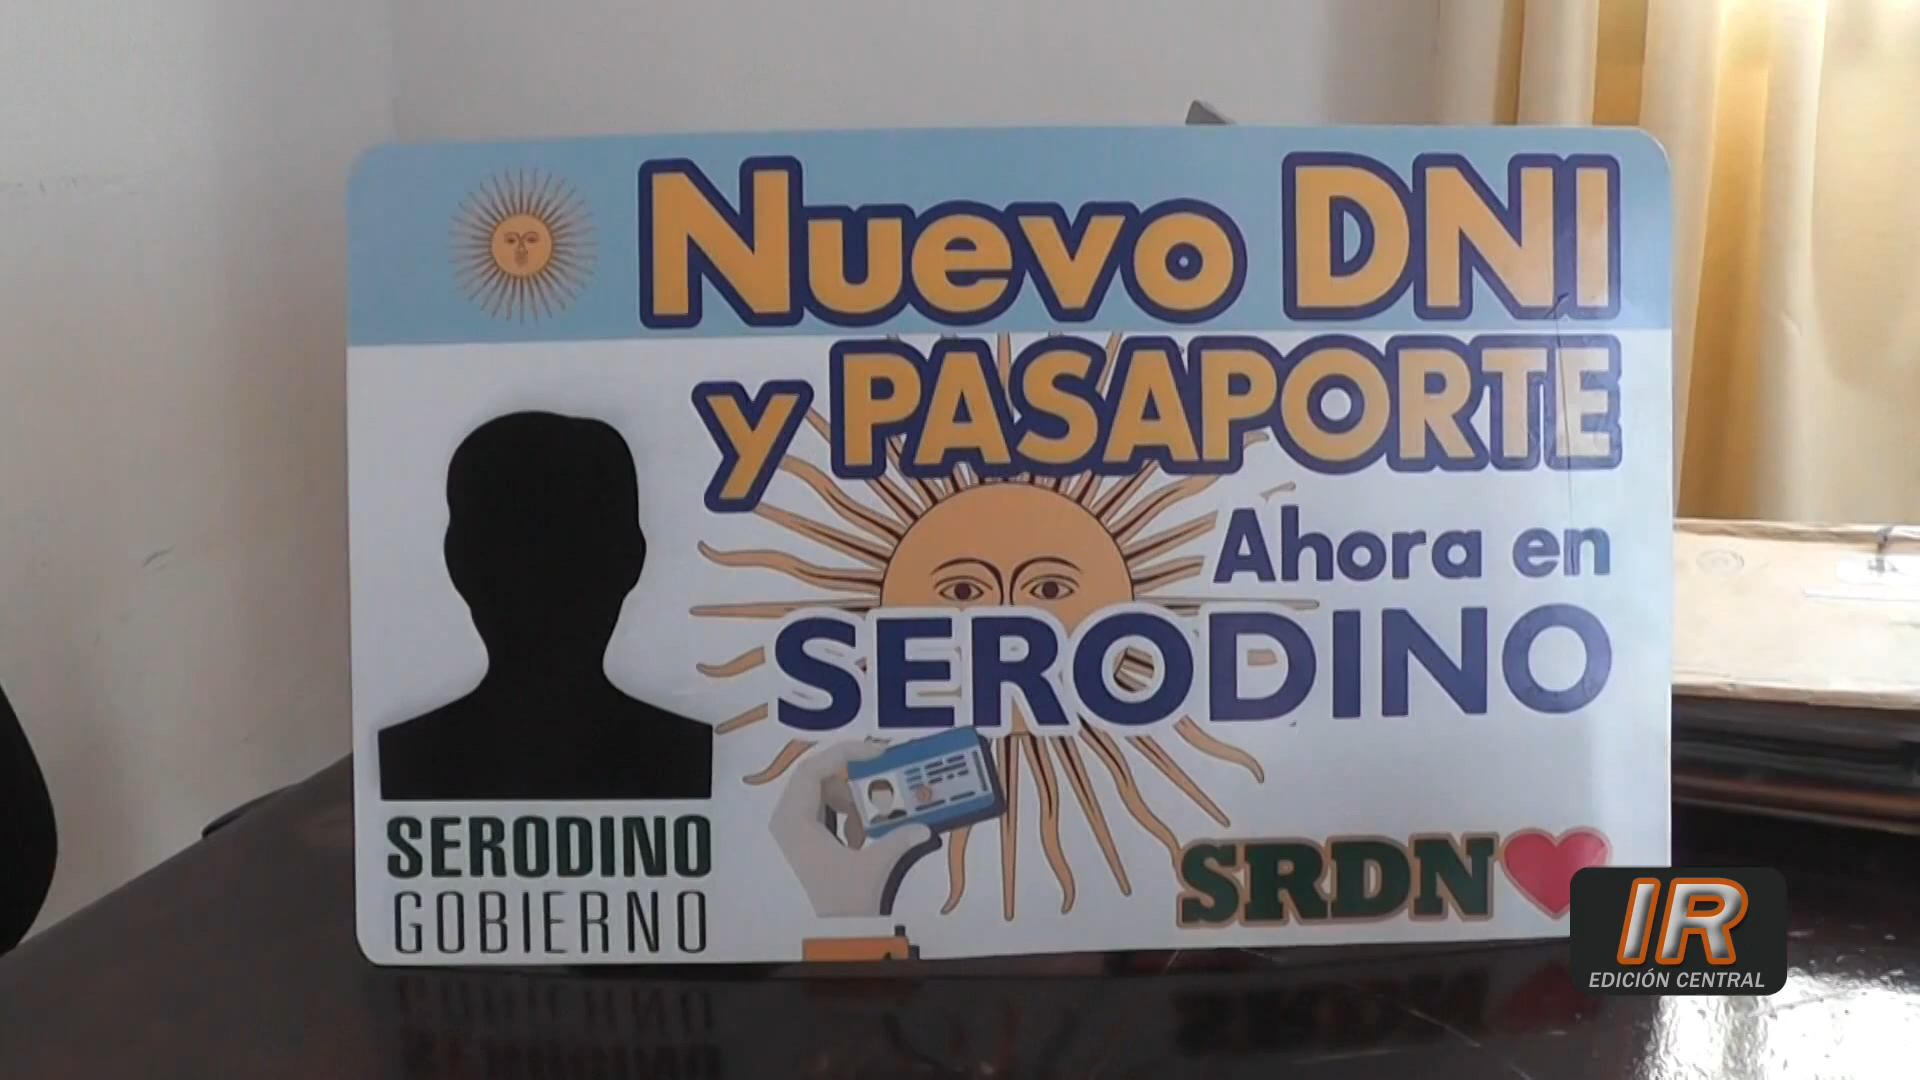 Nuevo DNI
y PASAPORTE
Ahora en
SERODINO
SERODINO
GOBIERNO
SRDN
IR
EDICIÓN CENTRAL